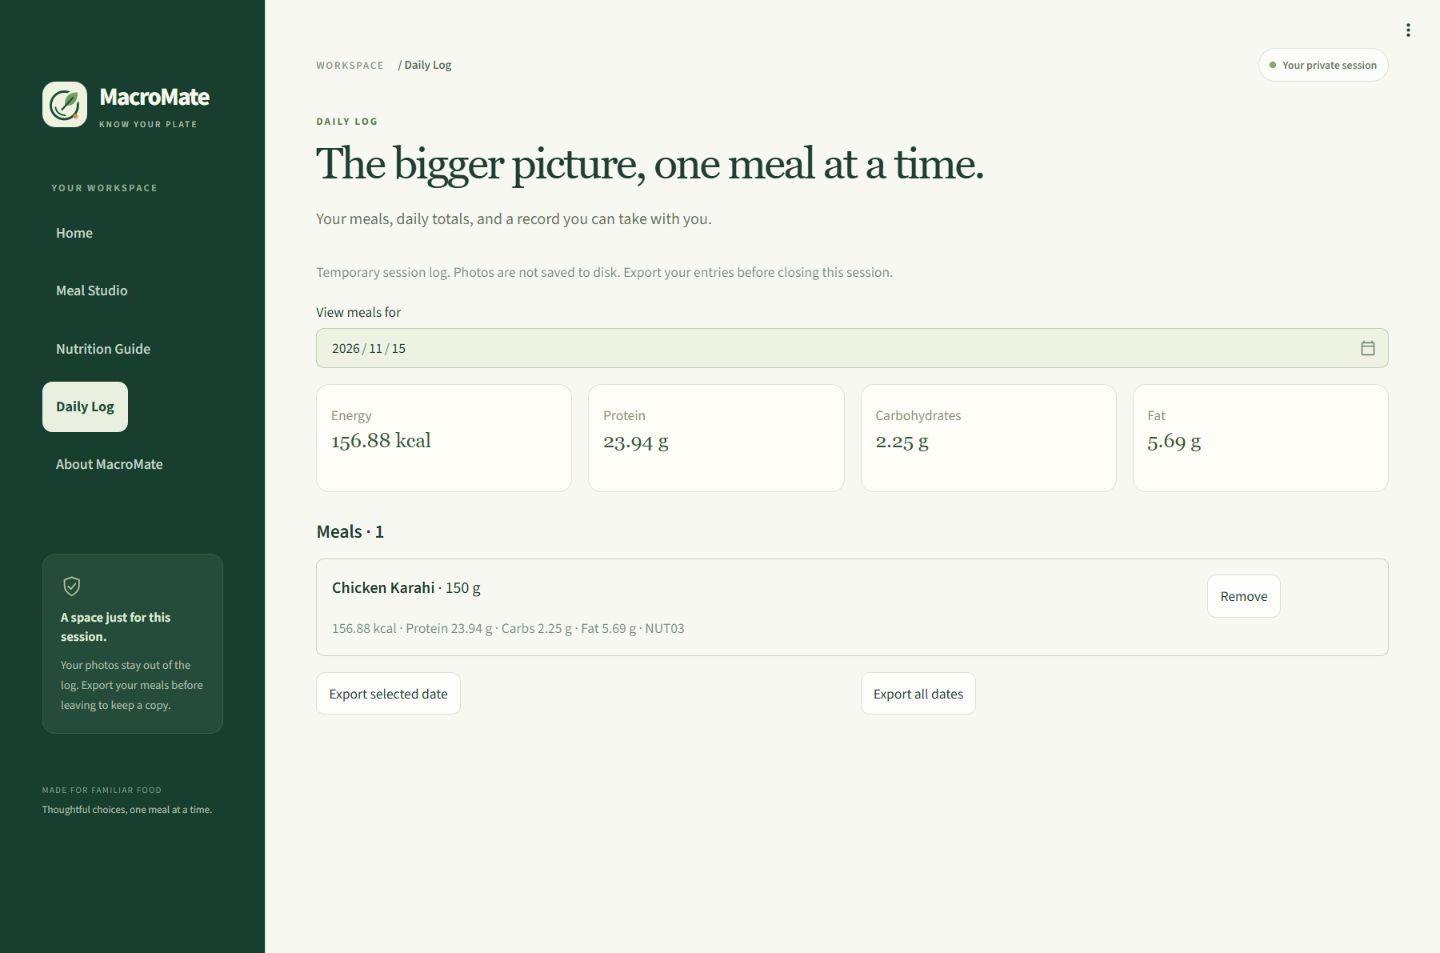 MacroMate
KNOW YOUR PLATE
YOUR WORKSPACE
Home
Meal Studio
Nutrition Guide
Daily Log
About MacroMate
A space just for this
session.
Your photos stay out of the
log. Export your meals before
leaving to keep a copy.
MADE FOR FAMILIAR FOOD
Thoughtful choices, one meal at a time.
WORKSPACE / Daily Log
Your private session
DAILY LOG
The bigger picture, one meal at a time.
Your meals, daily totals, and a record you can take with you.
Temporary session log. Photos are not saved to disk. Export your entries before closing this session.
View meals for
2026 / 11 / 15
Energy
156.88 kcal
Protein
23.94 g
Carbohydrates
2.25 g
Fat
5.69 g
Meals · 1
Chicken Karahi · 150 g
Remove
156.88 kcal · Protein 23.94 g · Carbs 2.25 g · Fat 5.69 g · NUT03
Export selected date
Export all dates